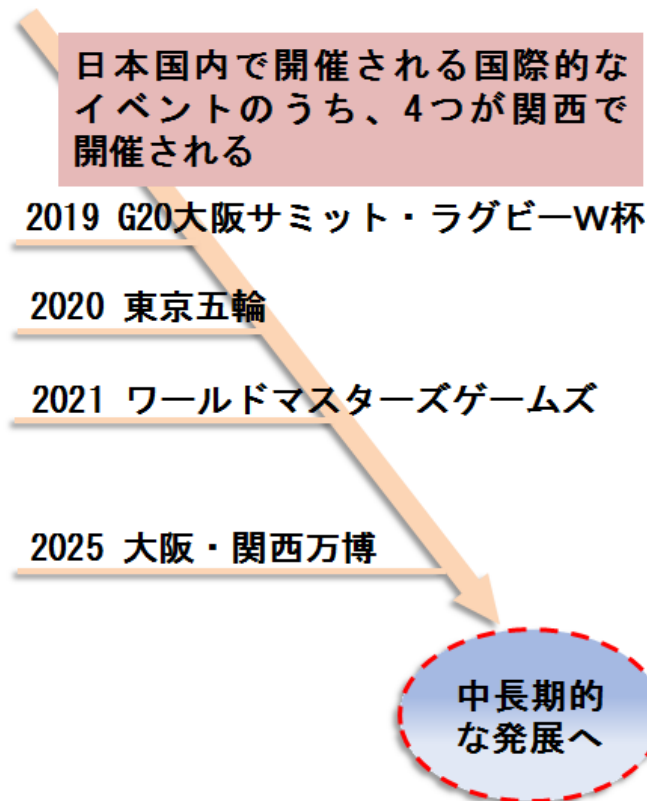 日本国内で開催される国際的な
イベントのうち、4つが関西で
開催される
2019 G20大阪サミット・ラグビーW杯
2020 東京五輪
2021 ワールドマスターズゲームズ
2025 大阪・関西万博
中長期的
な発展へ